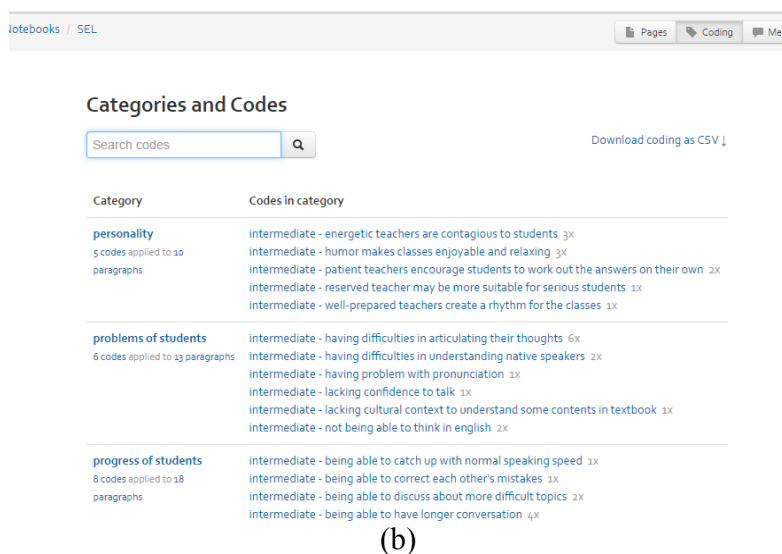 Notebooks / SEL
Pages Coding Me
Categories and Codes
Search codes
Download coding as CSV ↓
Category Codes in category
personality
5 codes applied to 10
paragraphs
intermediate - energetic teachers are contagious to students 3x
intermediate - humor makes classes enjoyable and relaxing 3x
intermediate - patient teachers encourage students to work out the answers on their own 2x
intermediate - reserved teacher may be more suitable for serious students 1x
intermediate - well-prepared teachers create a rhythm for the classes 1x
problems of students
6 codes applied to 13 paragraphs
intermediate - having difficulties in articulating their thoughts 6x
intermediate - having difficulties in understanding native speakers 2x
intermediate - having problem with pronunciation 1x
intermediate - lacking confidence to talk 1x
intermediate - lacking cultural context to understand some contents in textbook 1x
intermediate - not being able to think in english 2x
progress of students
8 codes applied to 18
paragraphs
intermediate - being able to catch up with normal speaking speed 1x
intermediate - being able to correct each other's mistakes 1x
intermediate - being able to discuss about more difficult topics 2x
intermediate - being able to have longer conversation 4x
(b)